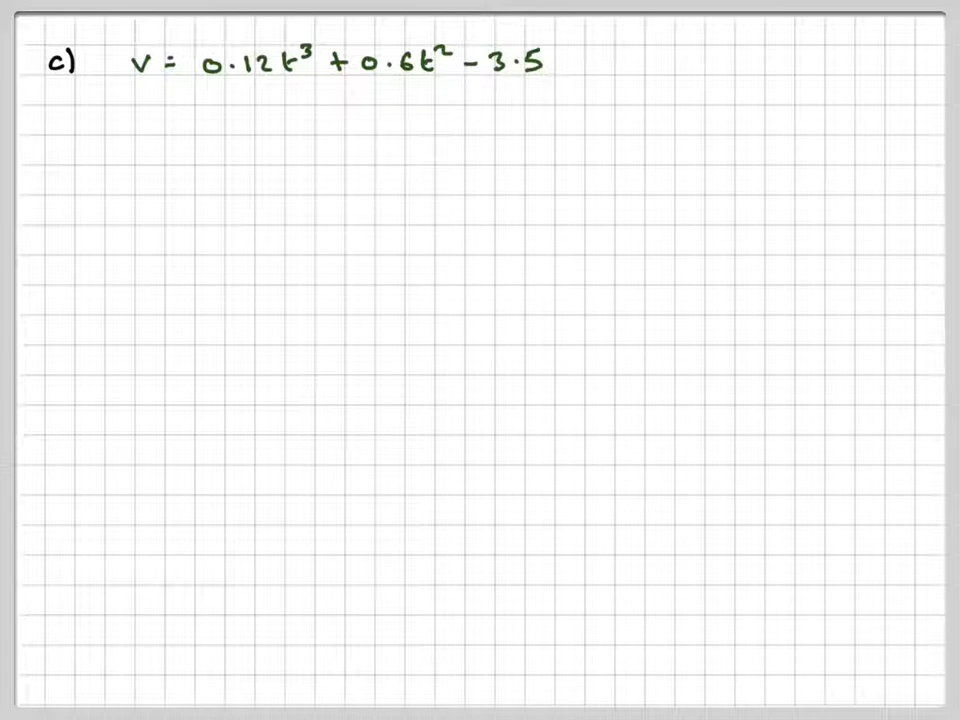 c) v = 0.12t³ + 0.6t² - 3.5